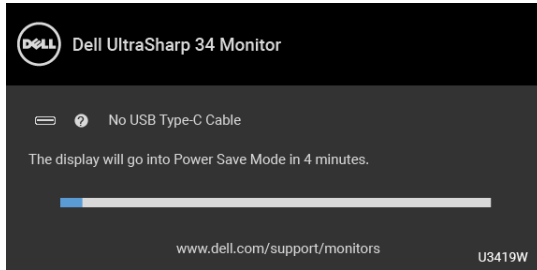 DELL Dell UltraSharp 34 Monitor
? No USB Type-C Cable
The display will go into Power Save Mode in 4 minutes.
www.dell.com/support/monitors
U3419W